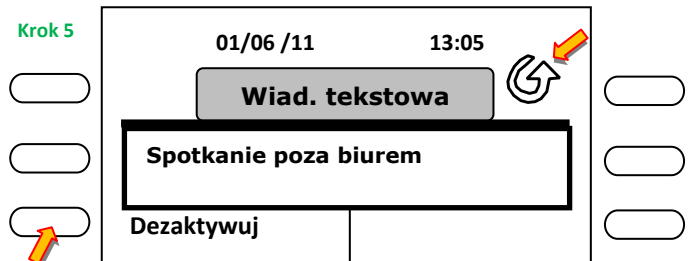 Krok 5
01/06 /11 13:05
Wiad. tekstowa
Spotkanie poza biurem
Dezaktywuj